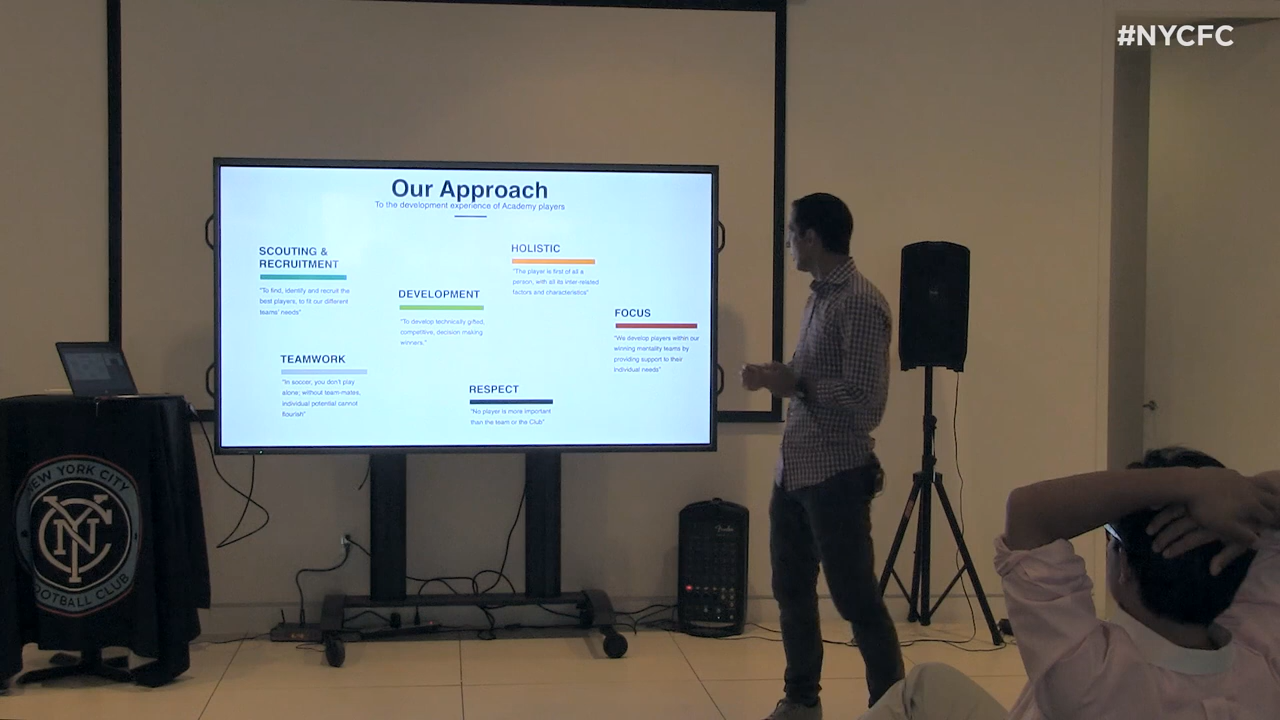 #NYCFC
Our Approach
To the development experience of Academy players
SCOUTING &
RECRUITMENT
"To find, identify and recruit the
best players, to fit our different
teams' needs"
DEVELOPMENT
"To develop technically gifted,
competitive, decision making
winners."
HOLISTIC
"The player is first of all a
person, with all its inter-related
factors and characteristics"
FOCUS
"We develop players within our
winning mentality teams by
providing support to their
individual needs"
TEAMWORK
"In soccer, you don't play
alone; without team-mates,
individual potential cannot
flourish"
RESPECT
"No player is more important
than the team or the Club"
NEW YORK CITY
NYC
FOOTBALL CLUB
Fender